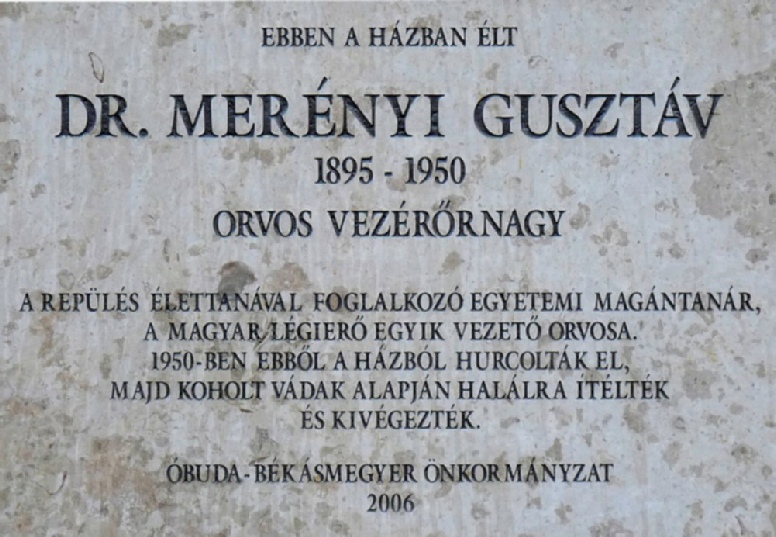 EBBEN A HÁZBAN ÉLT
DR. MERÉNYI GUSZTÁV
1895 - 1950
ORVOS VEZÉRŐRNAGY
A REPÜLÉS ÉLETTANÁVAL FOGLALKOZÓ EGYETEMI MAGÁNTANÁR,
A MAGYAR LÉGIERŐ EGYIK VEZETŐ ORVOSA.
1950-BEN EBBŐL A HÁZBÓL HURCOLTÁK EL,
MAJD KOHOLT VÁDAK ALAPJÁN HALÁLRA ÍTÉLTÉK
ÉS KIVÉGEZTÉK.
ÓBUDA-BÉKÁSMEGYER ÖNKORMÁNYZAT
2006